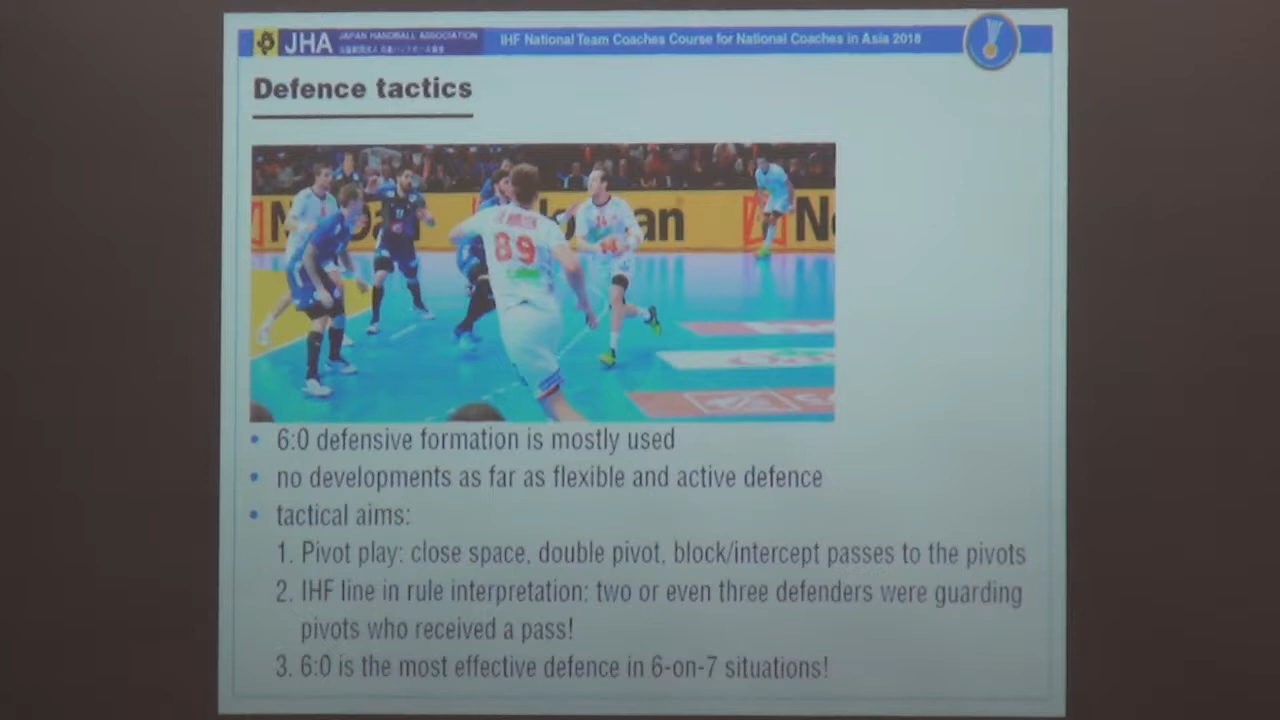 JHA JAPAN HANDBALL ASSOCIATION
IHF National Team Coaches Course for National Coaches in Asia 2018
Defence tactics
89
• 6:0 defensive formation is mostly used
• no developments as far as flexible and active defence
• tactical aims:
1. Pivot play: close space, double pivot, block/intercept passes to the pivots
2. IHF line in rule interpretation: two or even three defenders were guarding
pivots who received a pass!
3. 6:0 is the most effective defence in 6-on-7 situations!